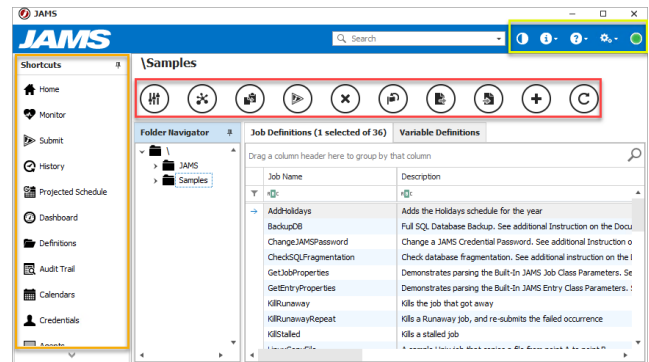 JAMS
JAMS
Search
Shortcuts
\Samples
Home
Monitor
Submit
History
Projected Schedule
Dashboard
Definitions
Audit Trail
Calendars
Credentials
Agents
Folder Navigator
\
JAMS
Samples
Job Definitions (1 selected of 36)
Variable Definitions
Drag a column header here to group by that column
Job Name
Description
AddHolidays
Adds the Holidays schedule for the year
BackupDB
Full SQL Database Backup. See additional Instruction on the Docu
ChangeJAMSPassword
Change a JAMS Credential Password. See additional Instruction o
CheckSQLFragmentation
Check database fragmentation. See additional instruction on the
GetJobProperties
Demonstrates parsing the Built-In JAMS Job Class Parameters. Se
GetEntryProperties
Demonstrates parsing the Built-In JAMS Entry Class Parameters.
KillRunaway
Kills the job that got away
KillRunawayRepeat
Kills a Runaway job, and re-submits the failed occurrence
KillStalled
Kills a stalled job